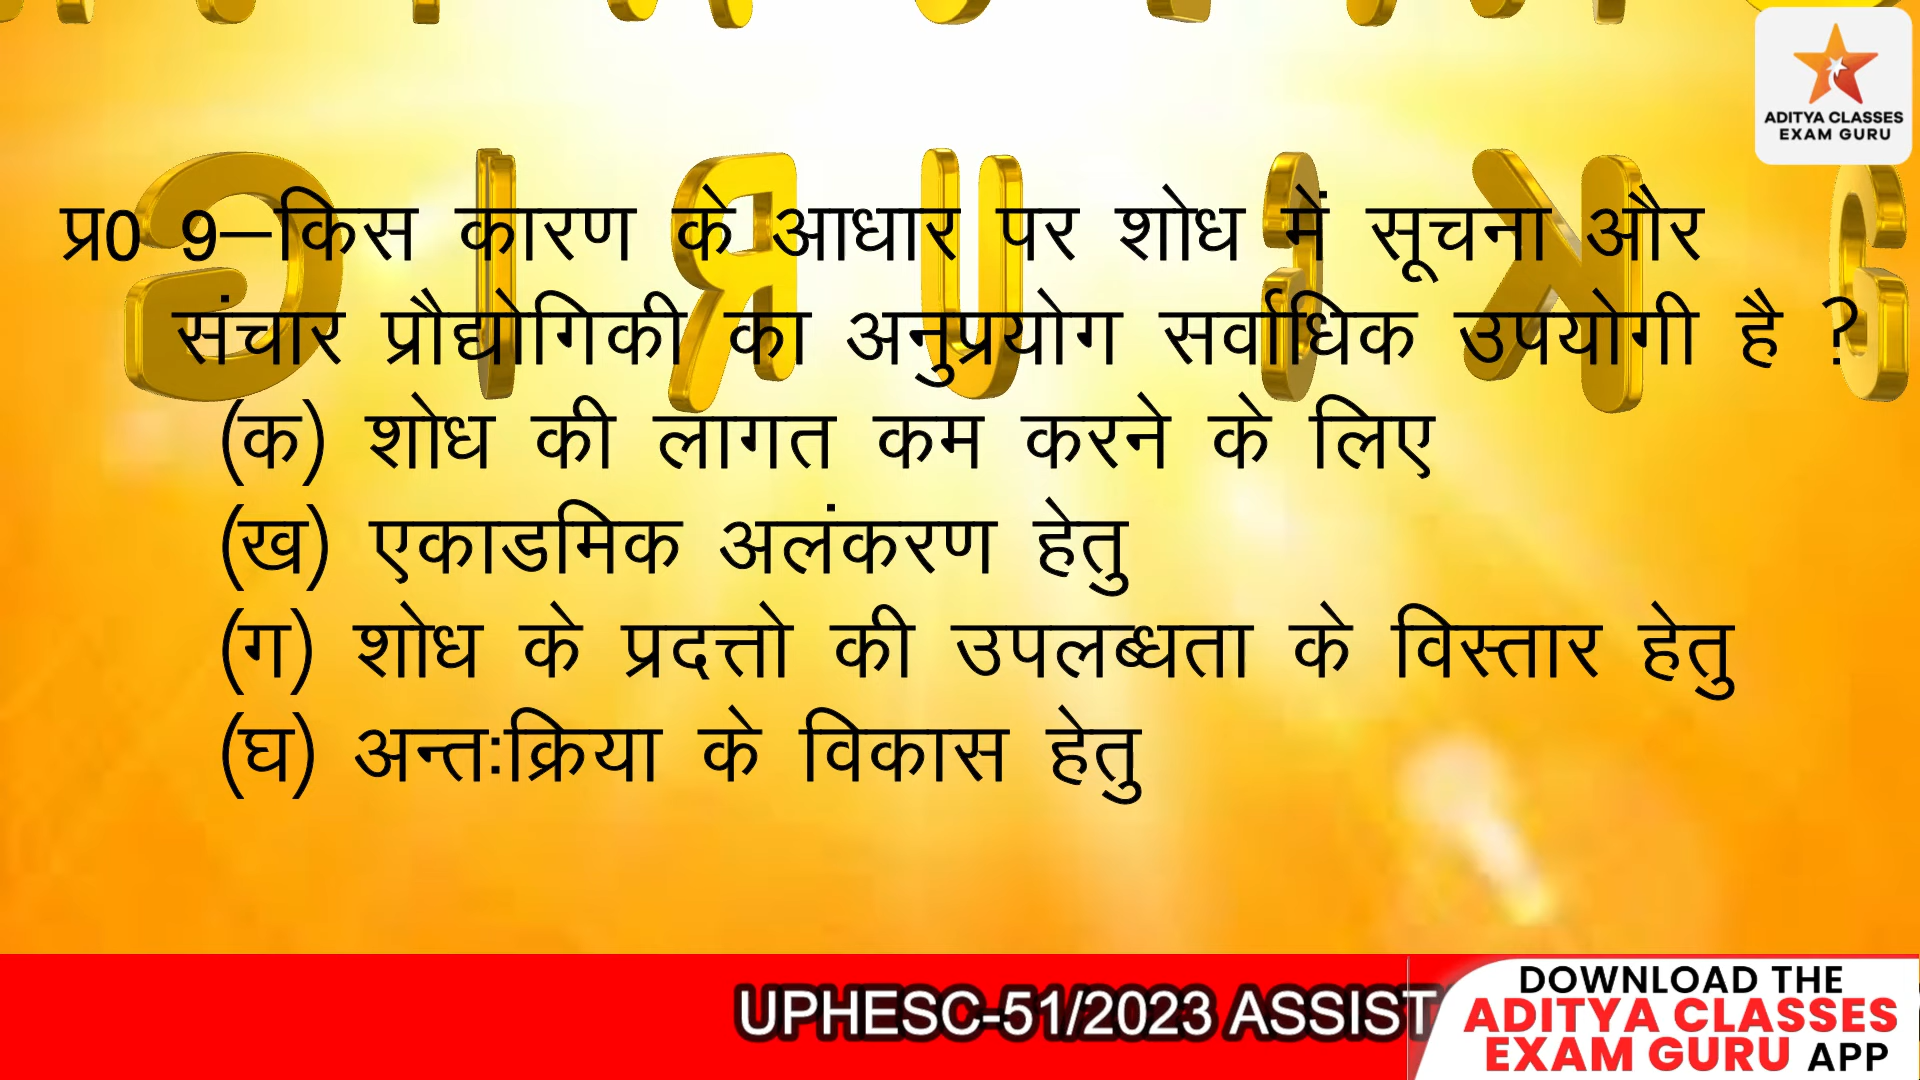 ADITYA CLASSES
EXAM GURU
प्र0 9–किस कारण के आधार पर शोध में सूचना और
संचार प्रौद्योगिकी का अनुप्रयोग सर्वाधिक उपयोगी है ?
(क) शोध की लागत कम करने के लिए
(ख) एकाडमिक अलंकरण हेतु
(ग) शोध के प्रदत्तो की उपलब्धता के विस्तार हेतु
(घ) अन्तःक्रिया के विकास हेतु
UPHESC-51/2023 ASSIST
DOWNLOAD THE
ADITYA CLASSES
EXAM GURU APP